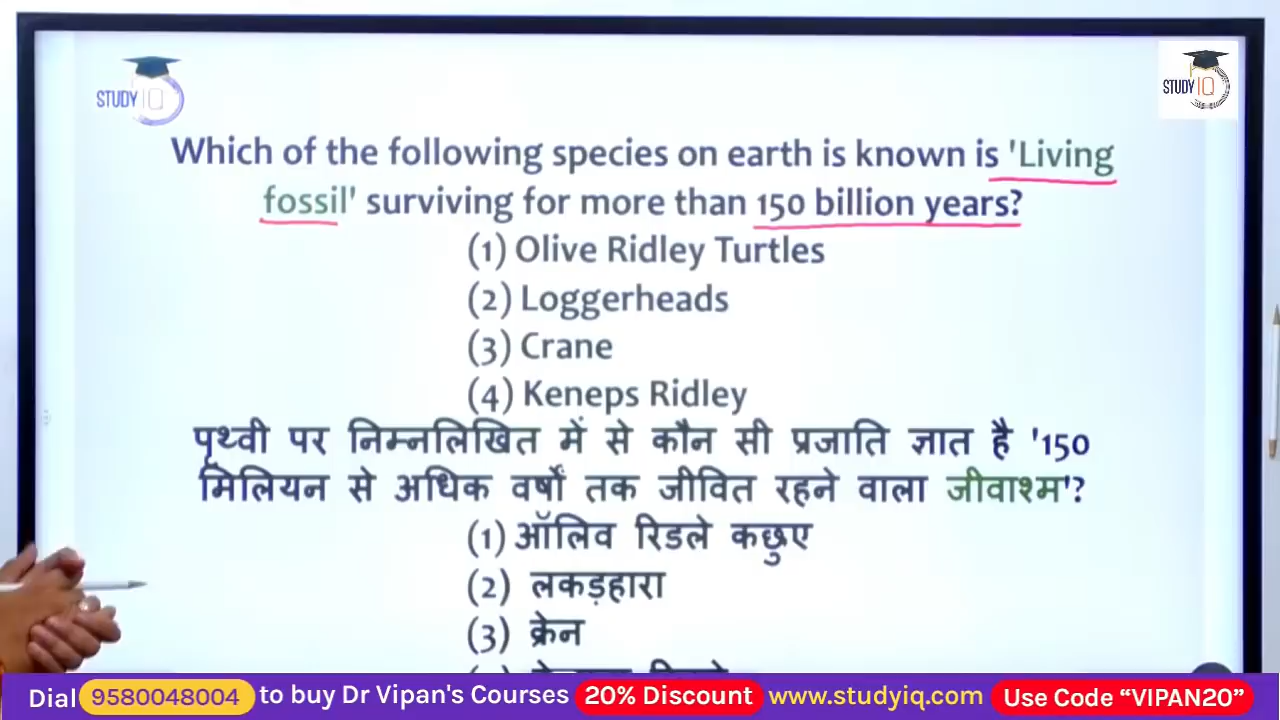 STUDY IQ
STUDY IQ
Which of the following species on earth is known is 'Living
fossil' surviving for more than 150 billion years?
(1) Olive Ridley Turtles
(2) Loggerheads
(3) Crane
(4) Keneps Ridley
पृथ्वी पर निम्नलिखित में से कौन सी प्रजाति ज्ञात है '150
मिलियन से अधिक वर्षों तक जीवित रहने वाला जीवाश्म'?
(1) ऑलिव रिडले कछुए
(2) लकड़हारा
(3) क्रेन
Dial 9580048004 to buy Dr Vipan's Courses 20% Discount www.studyiq.com Use Code “VIPAN20”